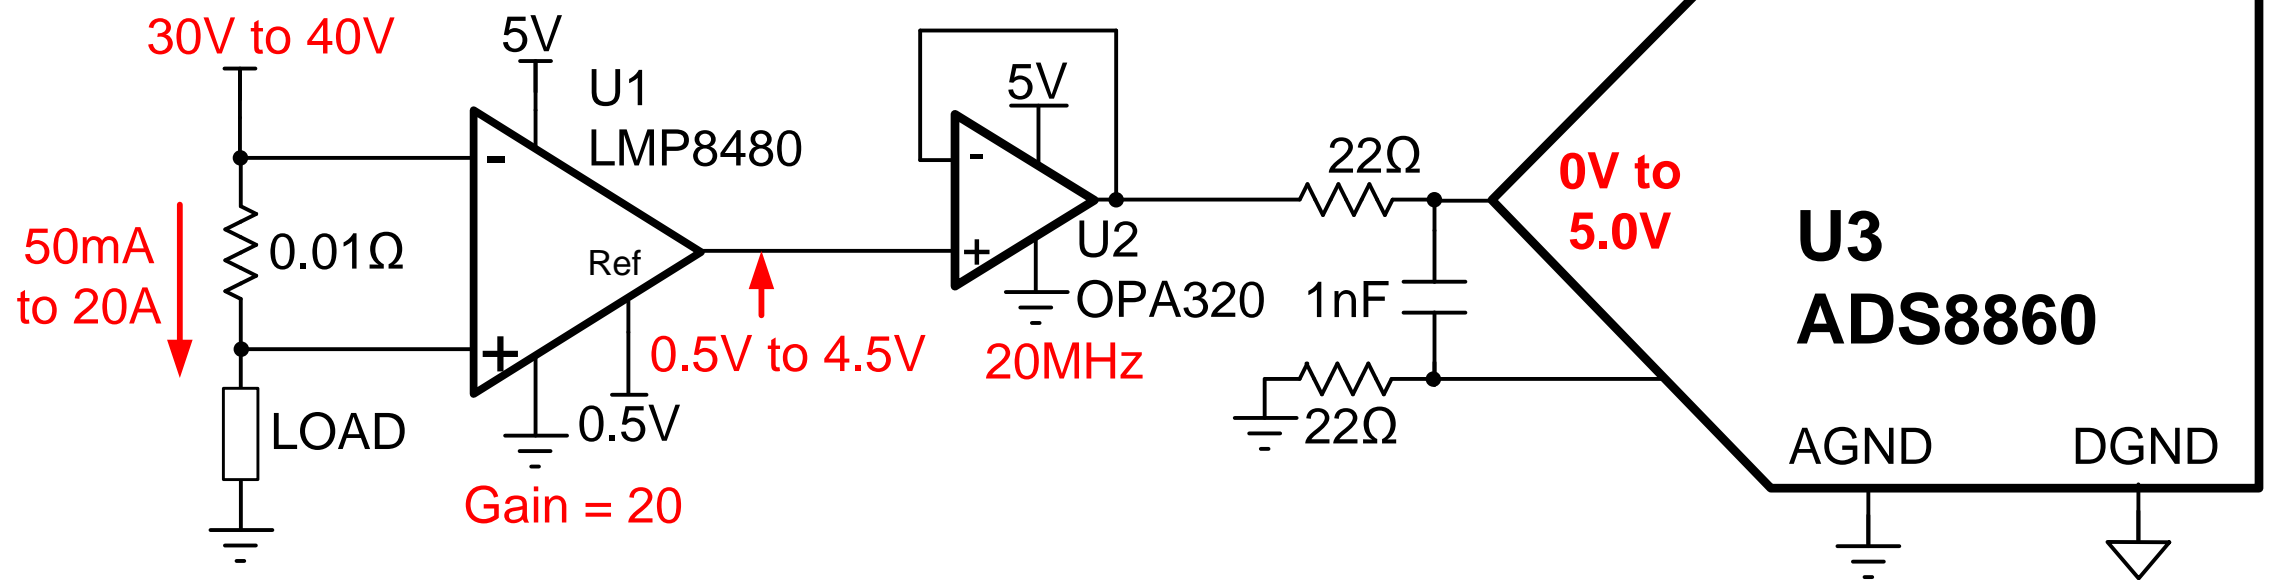 30V to 40V
5V
U1
LMP8480
-
+
Ref
50mA
to 20A
0.01Ω
LOAD
0.5V
Gain = 20
0.5V to 4.5V
5V
-
+
U2
OPA320
20MHz
22Ω
1nF
22Ω
0V to
5.0V
U3
ADS8860
AGND
DGND